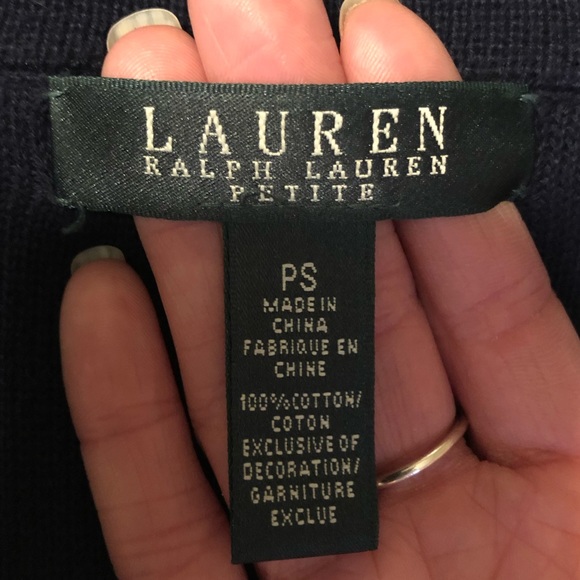 LAUREN
RALPH LAUREN
PETITE
PS
MADE IN
CHINA
FABRIQUE EN
CHINE
100% COTTON/
COTON
EXCLUSIVE OF
DECORATION/
GARNITURE
EXCLUE